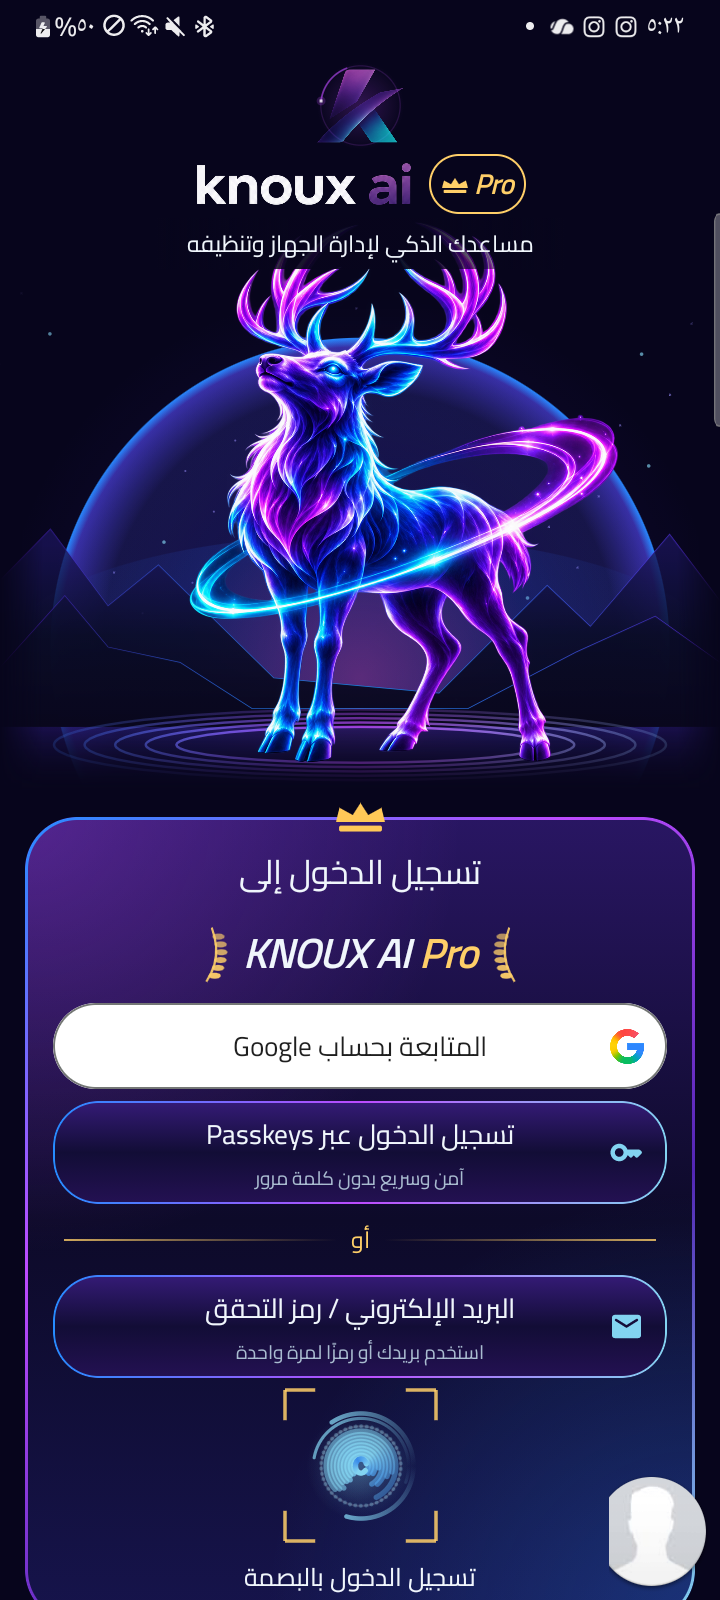 %٥٠ ٥:٢٢
knoux ai Pro
مساعدك الذكي لإدارة الجهاز وتنظيفه
تسجيل الدخول إلى
KNOUX AI Pro
المتابعة بحساب Google
تسجيل الدخول عبر Passkeys
آمن وسريع بدون كلمة مرور
أو
البريد الإلكتروني / رمز التحقق
استخدم بريدك أو رمزًا لمرة واحدة
تسجيل الدخول بالبصمة